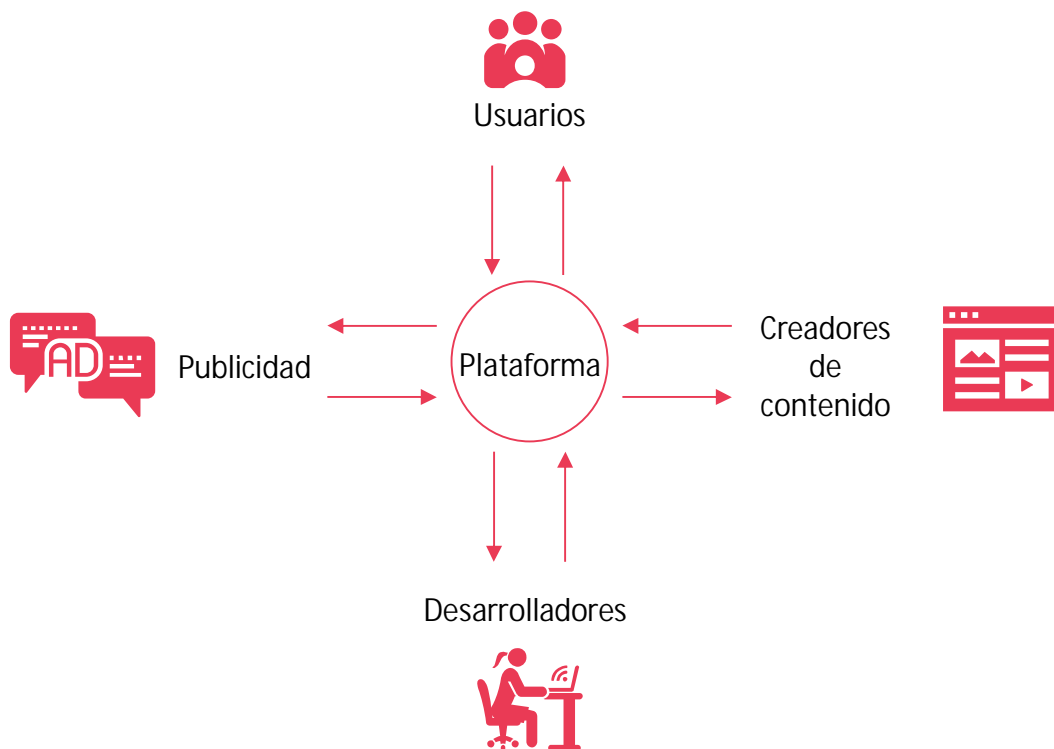 Usuarios
AD
Publicidad
Plataforma
Creadores
de
contenido
Desarrolladores